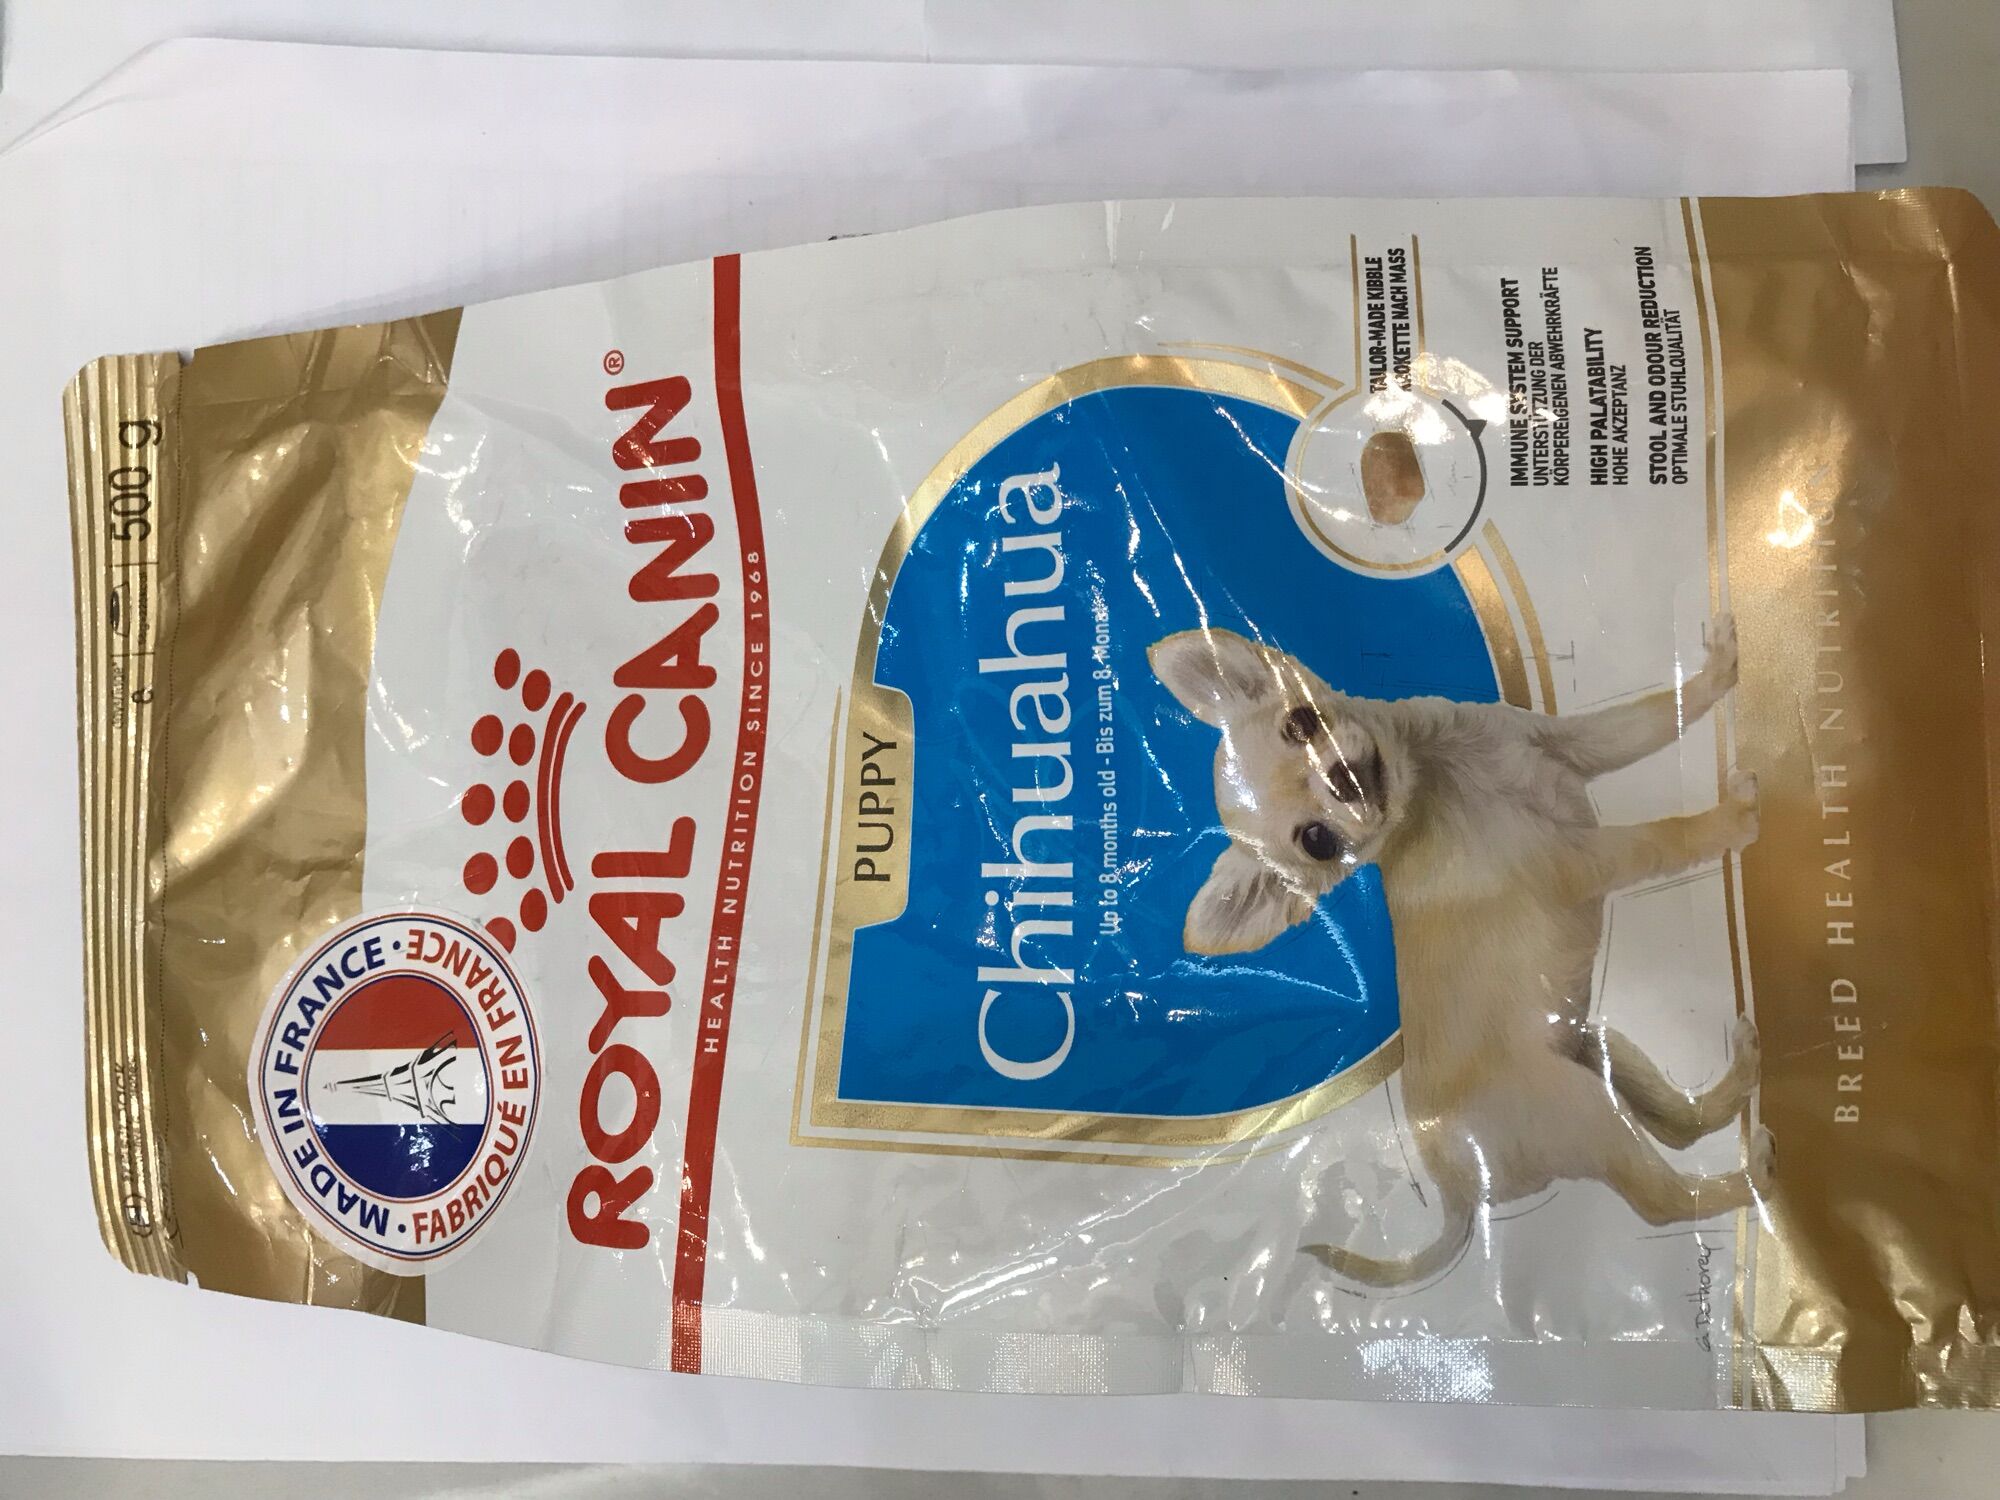 500 g
e
MADE IN FRANCE
FABRIQUÉ EN FRANCE
ROYAL CANIN®
HEALTH NUTRITION SINCE 1968
PUPPY
Chihuahua
Up to 8 months old - Bis zum 8. Monat
TAILOR-MADE KIBBLE
KROKETTE NACH MASS
IMMUNE SYSTEM SUPPORT
UNTERSTÜTZUNG DER
KÖRPEREIGENEN ABWEHRKRÄFTE
HIGH PALATABILITY
HOHE AKZEPTANZ
STOOL AND ODOUR REDUCTION
OPTIMALE STUHLQUALITÄT
BREED HEALTH NUTRITION